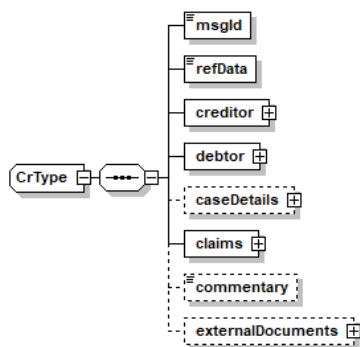 msgId
refData
creditor
debtor
CrType
caseDetails
claims
commentary
externalDocuments